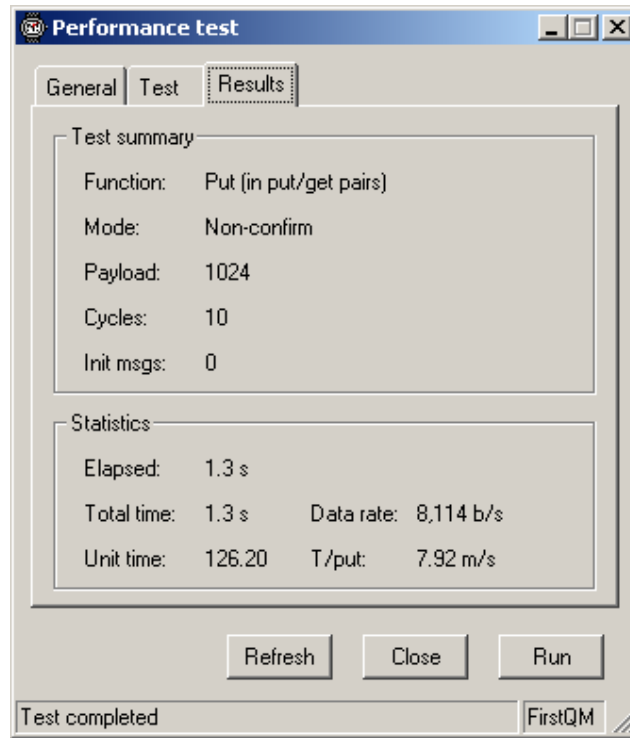 Performance test
General Test Results
Test summary
Function: Put (in put/get pairs)
Mode: Non-confirm
Payload: 1024
Cycles: 10
Init msgs: 0
Statistics
Elapsed: 1.3 s
Total time: 1.3 s Data rate: 8,114 b/s
Unit time: 126.20 T/put: 7.92 m/s
Refresh Close Run
Test completed FirstQM